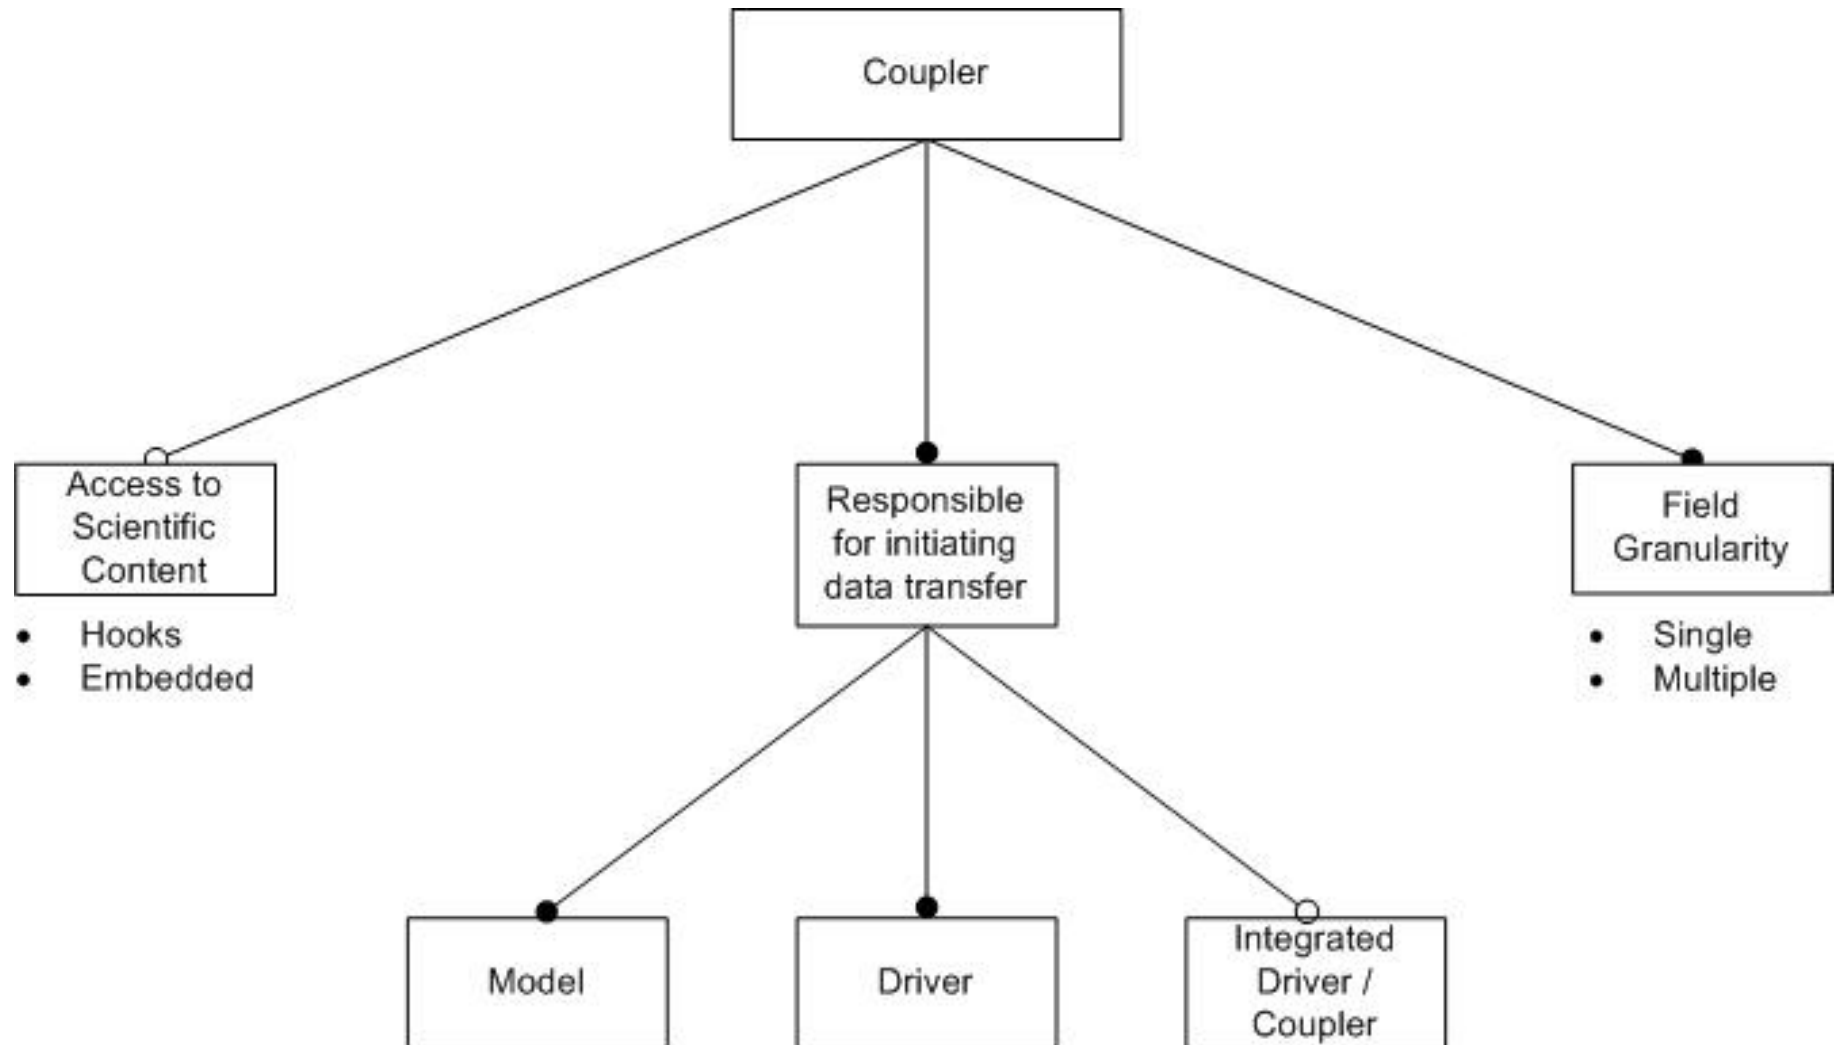 Coupler
Access to
Scientific
Content
Responsible
for initiating
data transfer
Field
Granularity
• Hooks
• Embedded
• Single
• Multiple
Model
Driver
Integrated
Driver /
Coupler